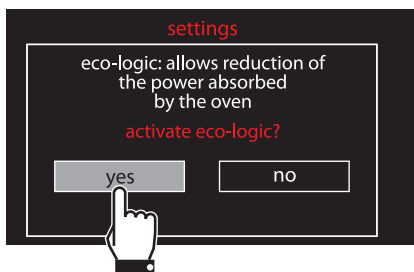 settings
eco-logic: allows reduction of
the power absorbed
by the oven
activate eco-logic?
yes
no